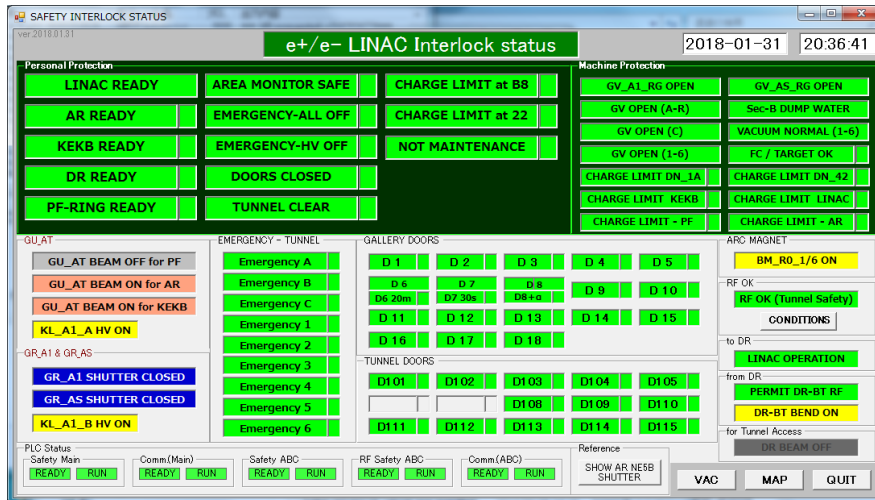 SAFETY INTERLOCK STATUS
ver.2018.01.31
e+/e- LINAC Interlock status
2018-01-31
20:36:41
Personal Protection
LINAC READY
AREA MONITOR SAFE
CHARGE LIMIT at B8
AR READY
EMERGENCY-ALL OFF
CHARGE LIMIT at 22
KEKB READY
EMERGENCY-HV OFF
NOT MAINTENANCE
DR READY
DOORS CLOSED
PF-RING READY
TUNNEL CLEAR
Machine Protection
GV_A1_RG OPEN
GV_AS_RG OPEN
GV OPEN (A-R)
Sec-B DUMP WATER
GV OPEN (C)
VACUUM NORMAL (1-6)
GV OPEN (1-6)
FC / TARGET OK
CHARGE LIMIT DN_1A
CHARGE LIMIT DN_42
CHARGE LIMIT KEKB
CHARGE LIMIT LINAC
CHARGE LIMIT - PF
CHARGE LIMIT - AR
GU_AT
GU_AT BEAM OFF for PF
GU_AT BEAM ON for AR
GU_AT BEAM ON for KEKB
KL_A1_A HV ON
GR_A1 & GR_AS
GR_A1 SHUTTER CLOSED
GR_AS SHUTTER CLOSED
KL_A1_B HV ON
EMERGENCY - TUNNEL
Emergency A
Emergency B
Emergency C
Emergency 1
Emergency 2
Emergency 3
Emergency 4
Emergency 5
Emergency 6
GALLERY DOORS
D 1
D 2
D 3
D 4
D 5
D 6
D 7
D 8
D6 20m
D7 30s
D8+α
D 9
D 10
D 11
D 12
D 13
D 14
D 15
D 16
D 17
D 18
TUNNEL DOORS
D101
D102
D103
D104
D105
D108
D109
D110
D111
D112
D113
D114
D115
ARC MAGNET
BM_R0_1/6 ON
RF OK
RF OK (Tunnel Safety)
CONDITIONS
to DR
LINAC OPERATION
from DR
PERMIT DR-BT RF
DR-BT BEND ON
for Tunnel Access
DR BEAM OFF
PLC Status
Safety Main
READY
RUN
Comm.(Main)
READY
RUN
Safety ABC
READY
RUN
RF Safety ABC
READY
RUN
Comm.(ABC)
READY
RUN
Reference
SHOW AR NE5B
SHUTTER
VAC
MAP
QUIT